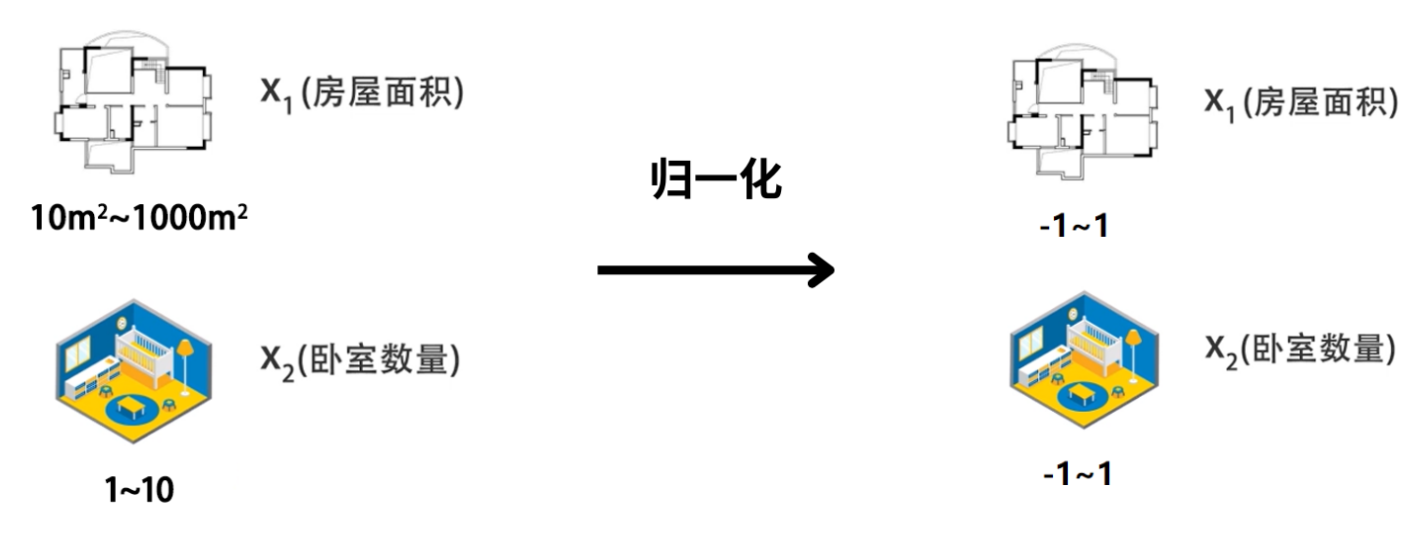 X₁(房屋面积)
10m²~1000m²
X₂(卧室数量)
1~10
归一化
X₁(房屋面积)
-1~1
X₂(卧室数量)
-1~1